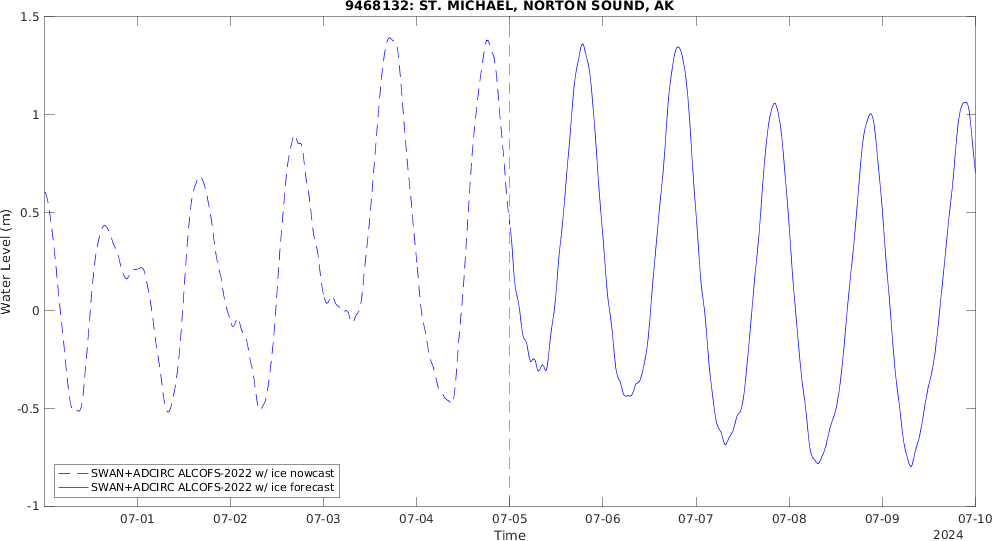 9468132: ST. MICHAEL, NORTON SOUND, AK
1.5
1
0.5
0
-0.5
-1
Water Level (m)
SWAN+ADCIRC ALCOFS-2022 w/ ice nowcast
SWAN+ADCIRC ALCOFS-2022 w/ ice forecast
07-01 07-02 07-03 07-04 07-05 07-06 07-07 07-08 07-09 07-10
Time
2024